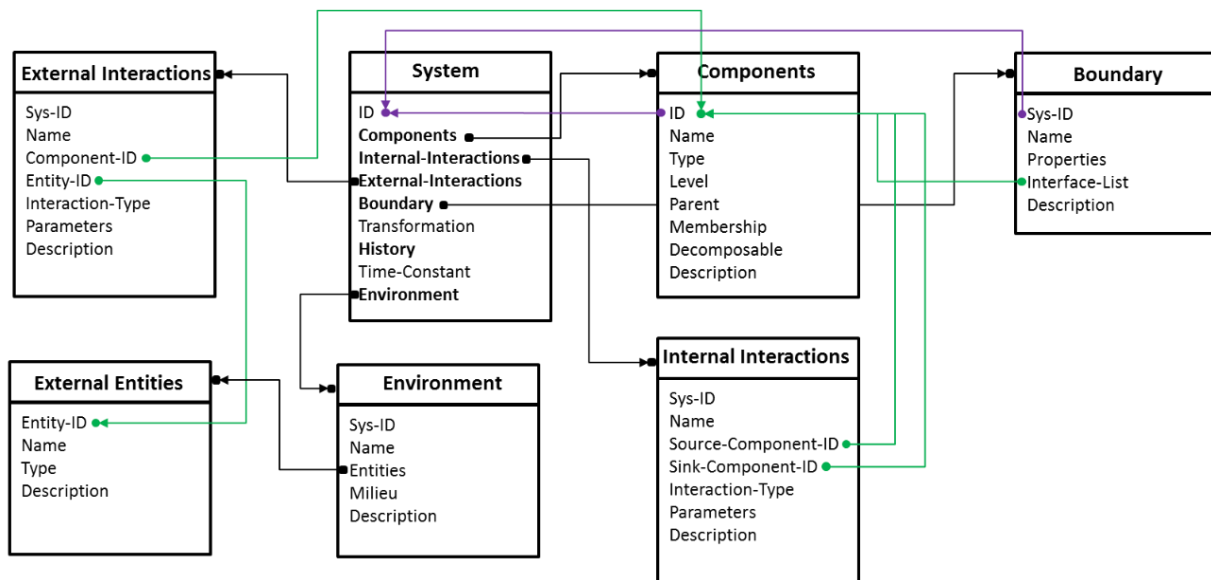 External Interactions
Sys-ID
Name
Component-ID
Entity-ID
Interaction-Type
Parameters
Description
System
ID
Components
Internal-Interactions
External-Interactions
Boundary
Transformation
History
Time-Constant
Environment
Components
ID
Name
Type
Level
Parent
Membership
Decomposable
Description
Boundary
Sys-ID
Name
Properties
Interface-List
Description
External Entities
Entity-ID
Name
Type
Description
Environment
Sys-ID
Name
Entities
Milieu
Description
Internal Interactions
Sys-ID
Name
Source-Component-ID
Sink-Component-ID
Interaction-Type
Parameters
Description